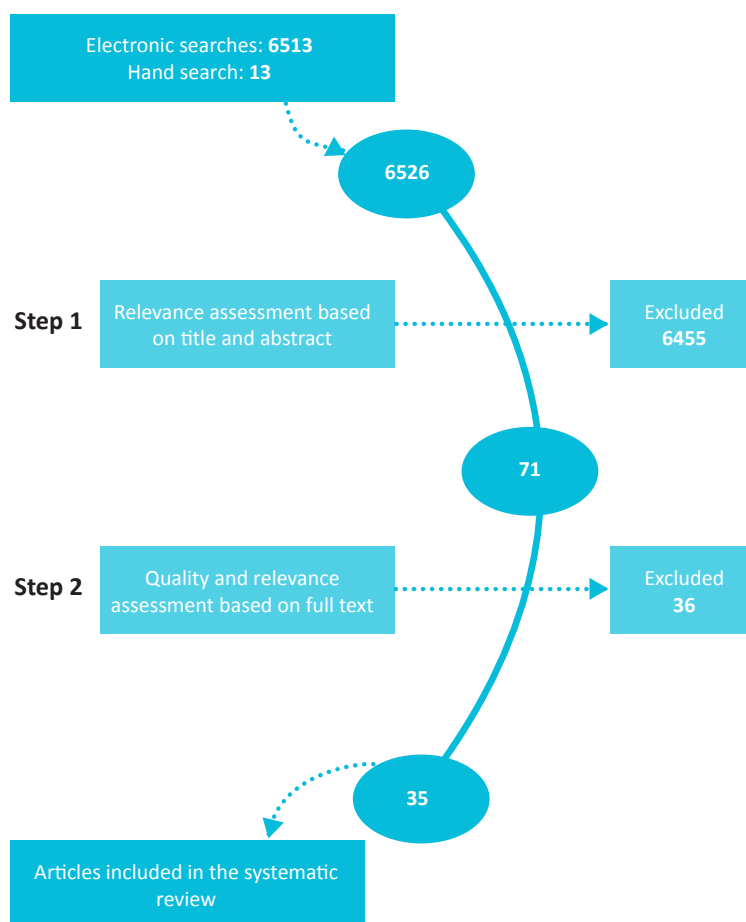 Electronic searches: 6513
Hand search: 13
6526
Step 1
Relevance assessment based
on title and abstract
Excluded
6455
71
Step 2
Quality and relevance
assessment based on full text
Excluded
36
35
Articles included in the systematic
review